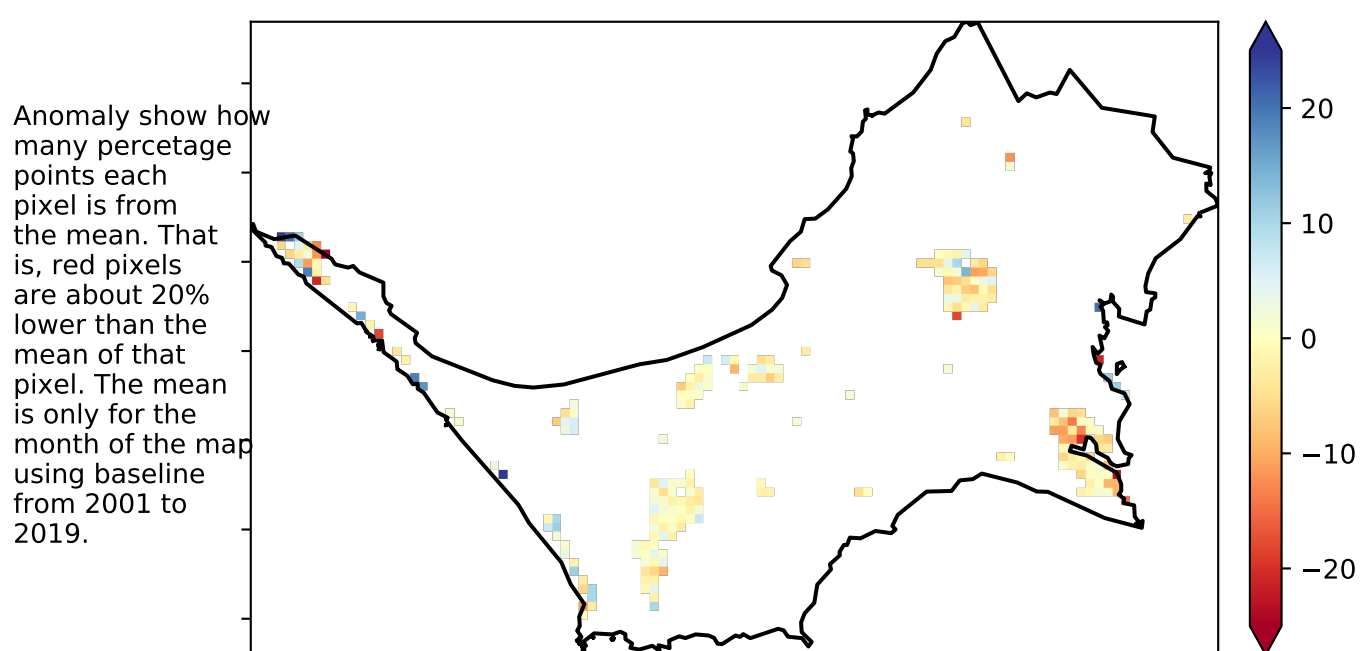 Anomaly show how
many percetage
points each
pixel is from
the mean. That
is, red pixels
are about 20%
lower than the
mean of that
pixel. The mean
is only for the
month of the map
using baseline
from 2001 to
2019.
20
10
0
−10
−20